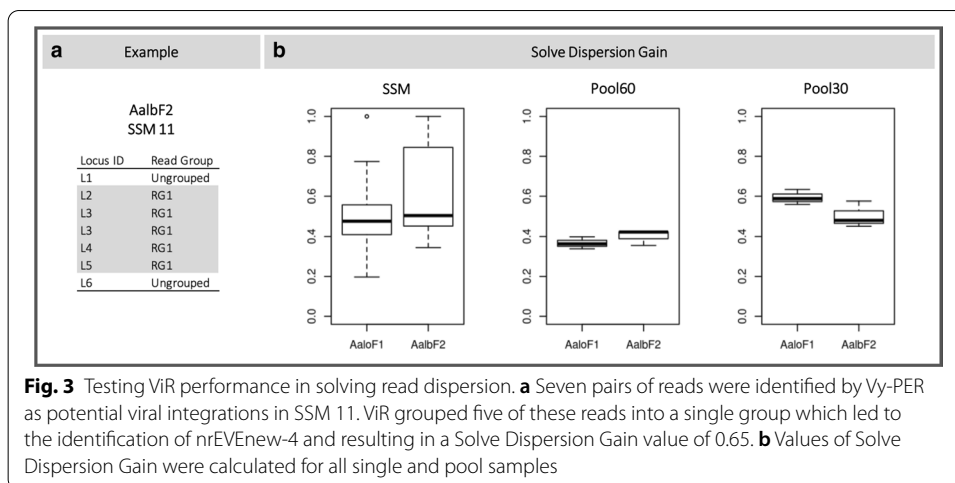 a Example
b Solve Dispersion Gain
AalbF2
SSM 11
Locus ID Read Group
L1 Ungrouped
L2 RG1
L3 RG1
L3 RG1
L4 RG1
L5 RG1
L6 Ungrouped
SSM
1.0
0.8
0.6
0.4
0.2
0.0
AaloF1 AalbF2
Pool60
1.0
0.8
0.6
0.4
0.2
0.0
AaloF1 AalbF2
Pool30
1.0
0.8
0.6
0.4
0.2
0.0
AaloF1 AalbF2
Fig. 3 Testing ViR performance in solving read dispersion. a Seven pairs of reads were identified by Vy-PER
as potential viral integrations in SSM 11. ViR grouped five of these reads into a single group which led to
the identification of nrEVEnew-4 and resulting in a Solve Dispersion Gain value of 0.65. b Values of Solve
Dispersion Gain were calculated for all single and pool samples